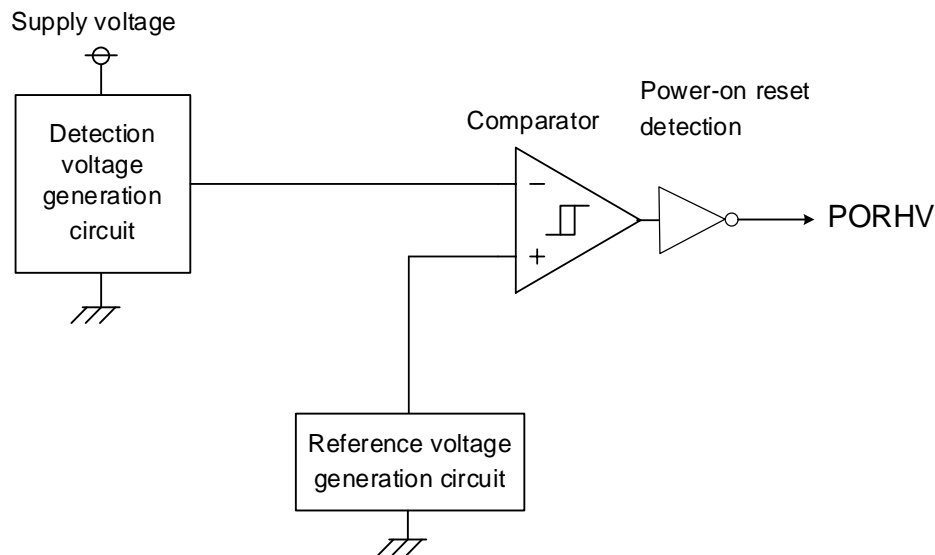 Supply voltage
Detection
voltage
generation
circuit
Comparator
Power-on reset
detection
−
+
PORHV
Reference voltage
generation circuit